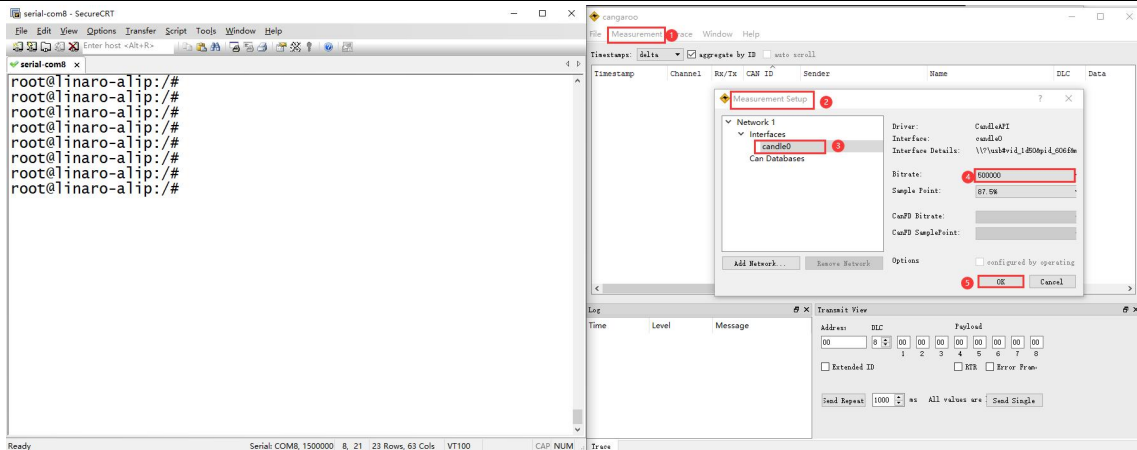 serial-com8 - SecureCRT
File Edit View Options Transfer Script Tools Window Help
Enter host <Alt+R>
serial-com8
root@linaro-alip:/#
root@linaro-alip:/#
root@linaro-alip:/#
root@linaro-alip:/#
root@linaro-alip:/#
root@linaro-alip:/#
root@linaro-alip:/#
root@linaro-alip:/#
Ready Serial: COM8, 1500000 8, 21 23 Rows, 63 Cols VT100 CAP NUM
cangaroo
File Measurement 1 race Window Help
Timestamps: delta aggregate by ID auto scroll
Timestamp Channel Rx/Tx CAN ID Sender Name DLC Data
Measurement Setup 2
Network 1
Interfaces
candle0 3
Can Databases
Add Network... Remove Network
Driver: CandleAPI
Interface: candle0
Interface Details: \\?\usb#vid_1d50&pid_606f&m
Bitrate: 4 500000
Sample Point: 87.5%
CanFD Bitrate:
CanFD SamplePoint:
Options configured by operating
5 OK Cancel
Log
Time Level Message
Transmit View
Address DLC Payload
00 8 00 00 00 00 00 00 00 00
1 2 3 4 5 6 7 8
Extended ID RTR Error Fram
Send Repeat 1000 ms All values are Send Single
Trace